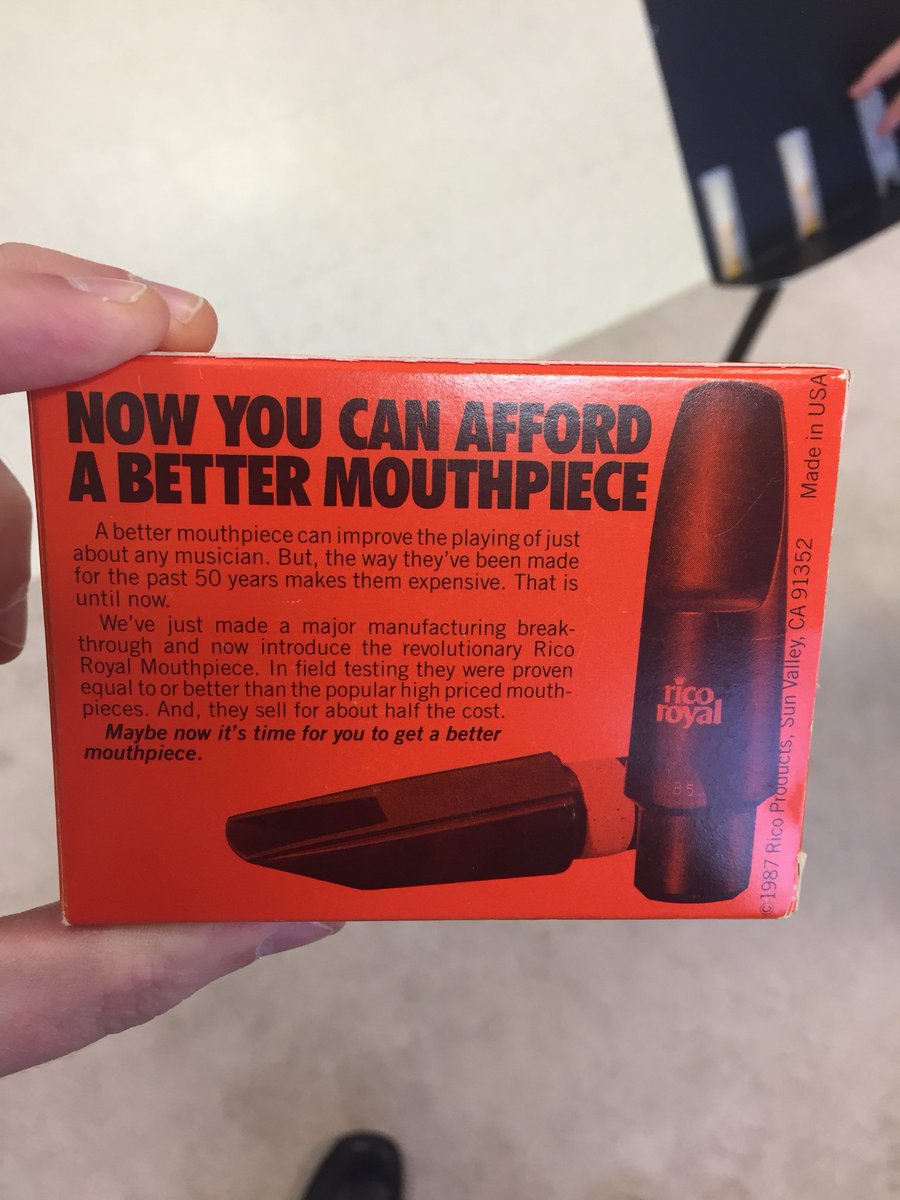 NOW YOU CAN AFFORD
A BETTER MOUTHPIECE
A better mouthpiece can improve the playing of just
about any musician. But, the way they've been made
for the past 50 years makes them expensive. That is
until now.
We've just made a major manufacturing break-
through and now introduce the revolutionary Rico
Royal Mouthpiece. In field testing they were proven
equal to or better than the popular high priced mouth-
pieces. And, they sell for about half the cost.
Maybe now it's time for you to get a better
mouthpiece.
rico
royal
B5
©1987 Rico Products, Sun Valley, CA 91352 Made in USA